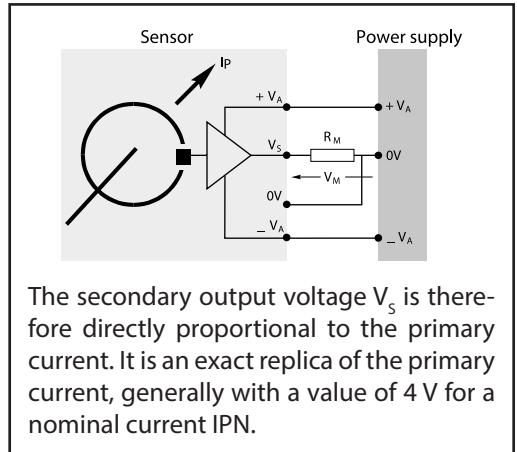 Sensor Power supply
IP
+ VA + VA
VS RM 0V
VM
0V
_ VA _ VA
The secondary output voltage VS is there-
fore directly proportional to the primary
current. It is an exact replica of the primary
current, generally with a value of 4 V for a
nominal current IPN.